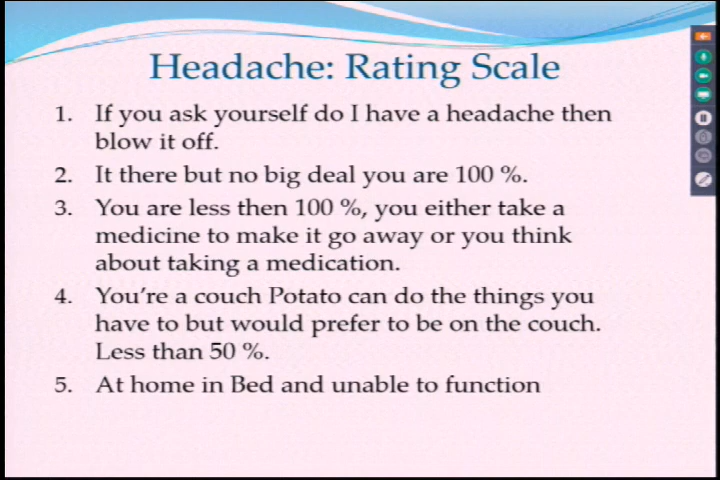 Headache: Rating Scale
1. If you ask yourself do I have a headache then
blow it off.
2. It there but no big deal you are 100 %.
3. You are less then 100 %, you either take a
medicine to make it go away or you think
about taking a medication.
4. You're a couch Potato can do the things you
have to but would prefer to be on the couch.
Less than 50 %.
5. At home in Bed and unable to function